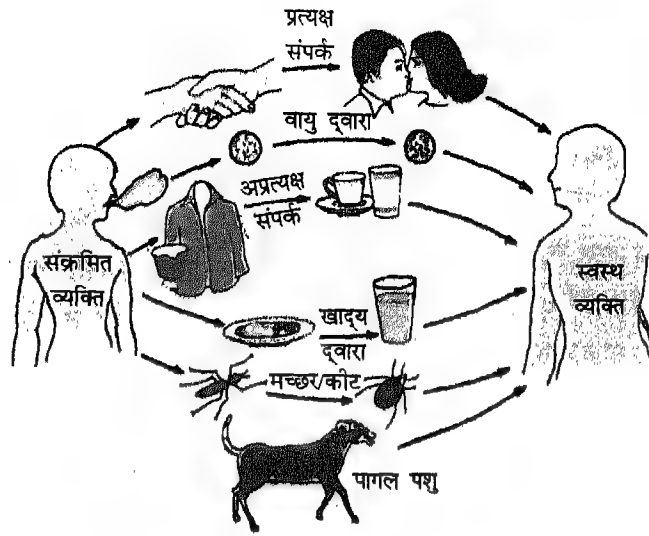 प्रत्यक्ष
संपर्क
वायु द्वारा
अप्रत्यक्ष
संपर्क
संक्रमित
व्यक्ति
स्वस्थ
व्यक्ति
खाद्य
द्वारा
मच्छर/कीट
पागल पशु